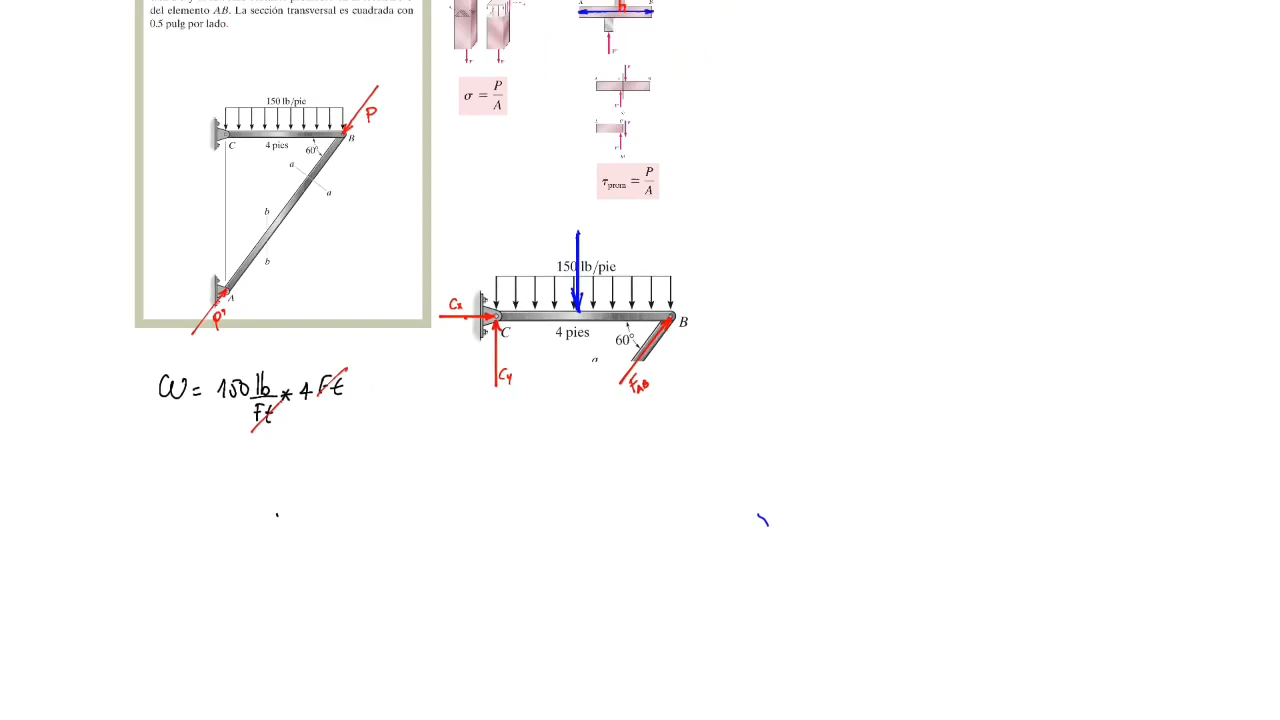 del elemento AB. La sección transversal es cuadrada con
0.5 pulg por lado.
150 lb/pie
P
C
4 pies
60°
B
a
a
b
b
A
P'
σ = P/A
A
B
h
τprom = P/A
150 lb/pie
Cx
C
4 pies
60°
B
a
Cy
FAB
W = 150 lb/Ft * 4 Ft